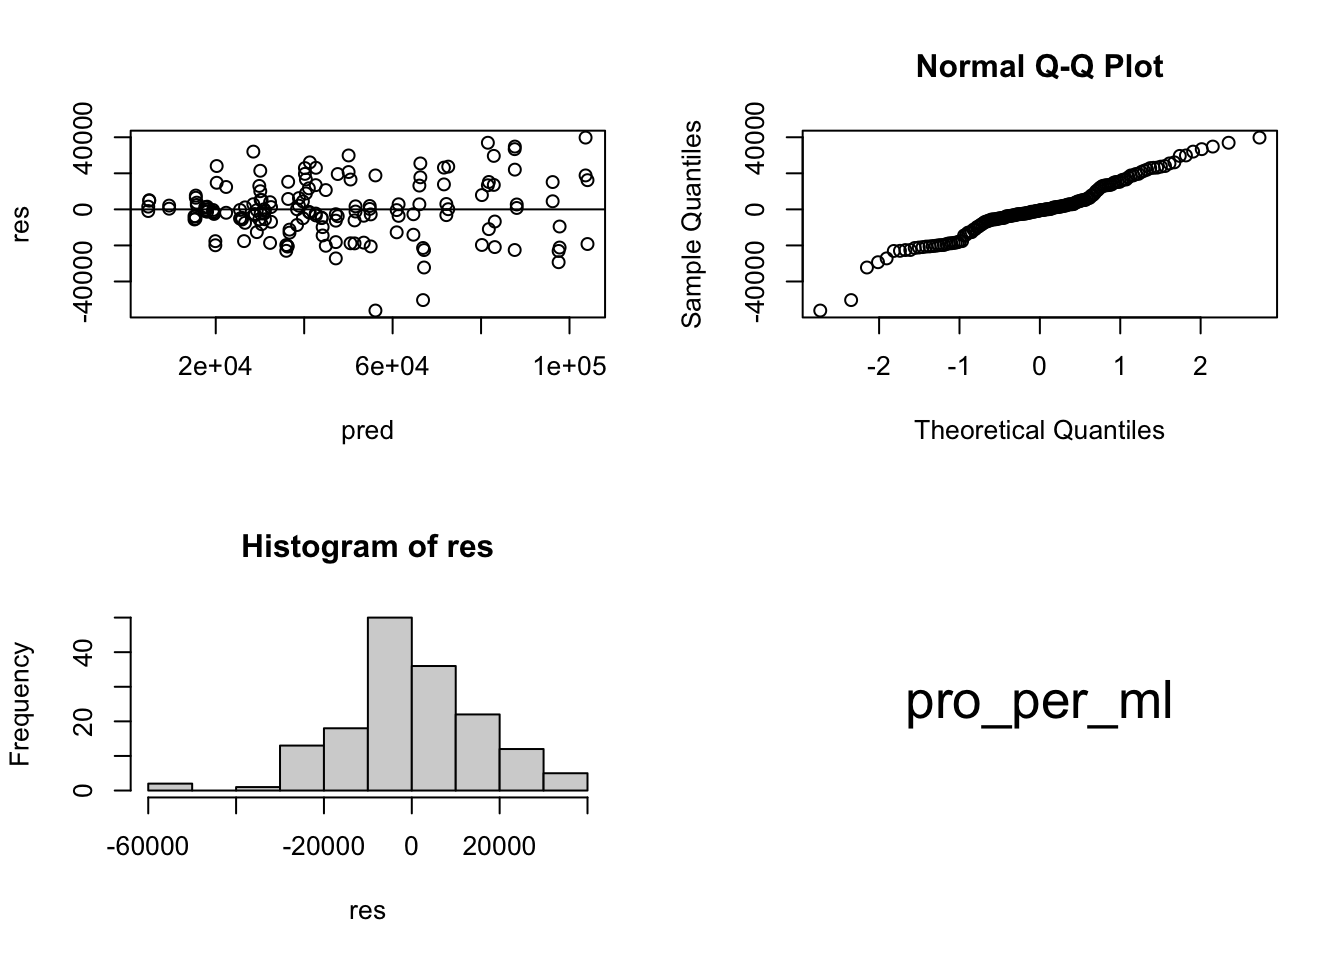 res
40000
0
-40000
2e+04
6e+04
1e+05
pred
Normal Q-Q Plot
Sample Quantiles
40000
0
-40000
-2
-1
0
1
2
Theoretical Quantiles
Histogram of res
Frequency
40
20
0
-60000
-20000
0
20000
res
pro_per_ml